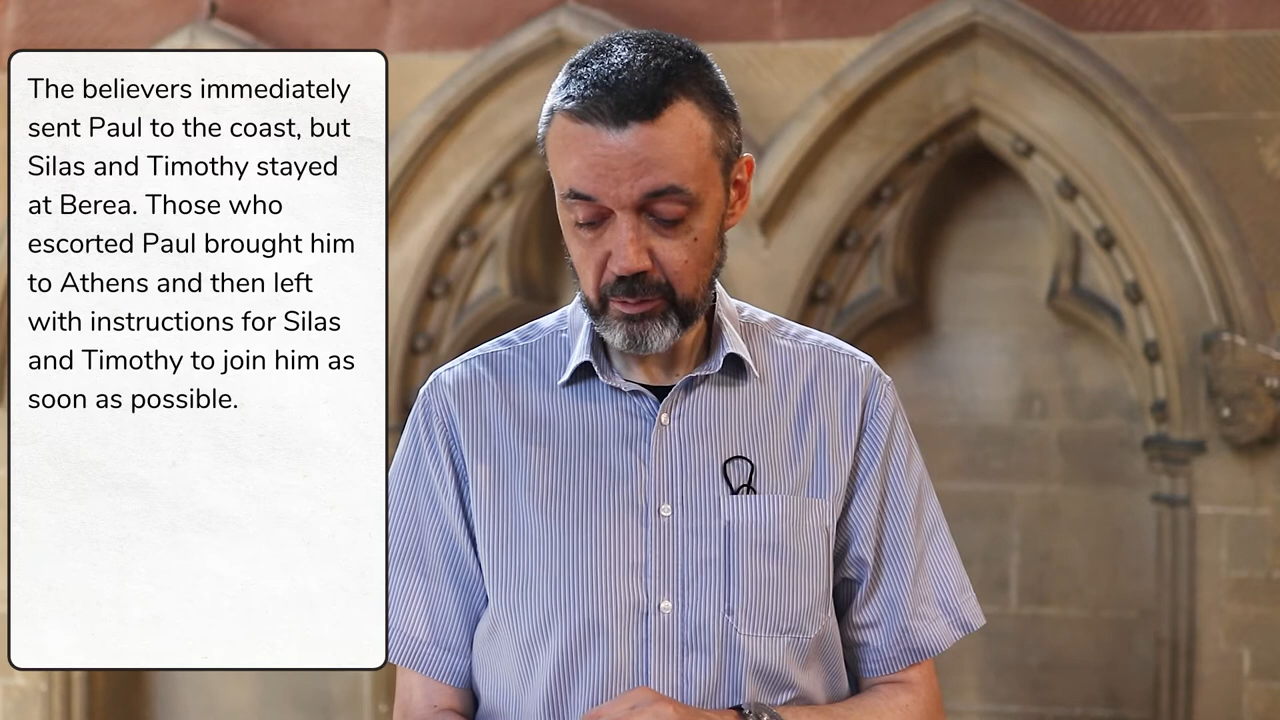 The believers immediately
sent Paul to the coast, but
Silas and Timothy stayed
at Berea. Those who
escorted Paul brought him
to Athens and then left
with instructions for Silas
and Timothy to join him as
soon as possible.